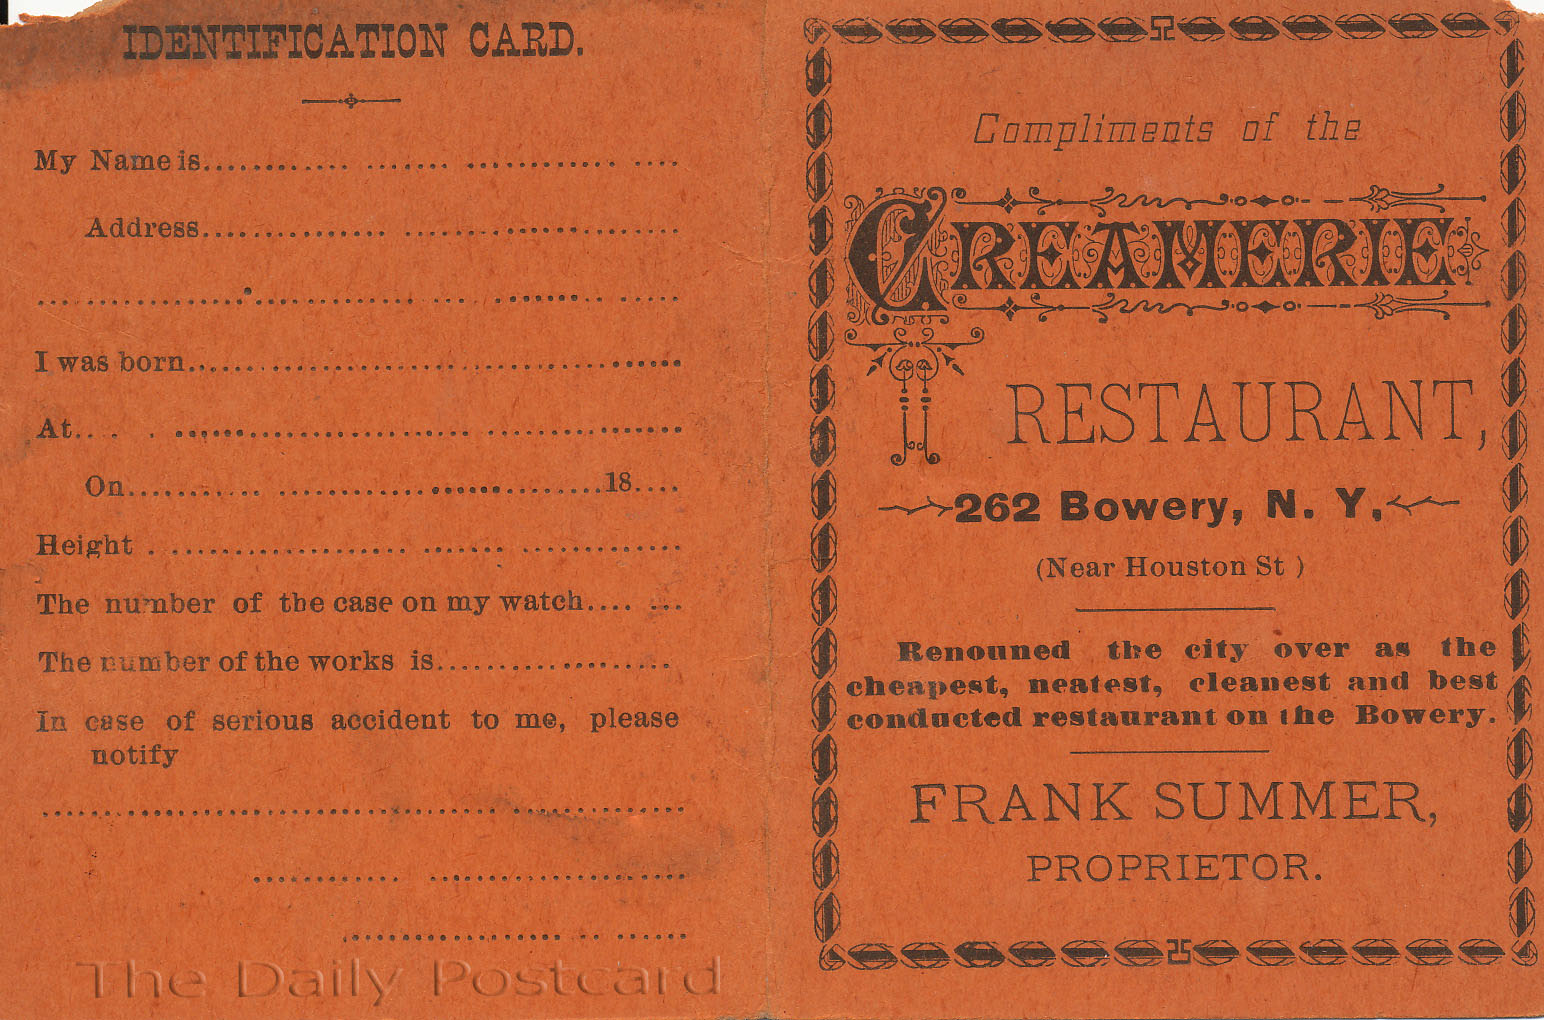 IDENTIFICATION CARD.
My Name is
Address
I was born
At
On 18
Height
The number of the case on my watch
The number of the works is
In case of serious accident to me, please
notify
Compliments of the
CREAMERIE
RESTAURANT,
262 Bowery, N. Y.
(Near Houston St )
Renouned the city over as the
cheapest, neatest, cleanest and best
conducted restaurant on the Bowery.
FRANK SUMMER,
PROPRIETOR.
The Daily Postcard